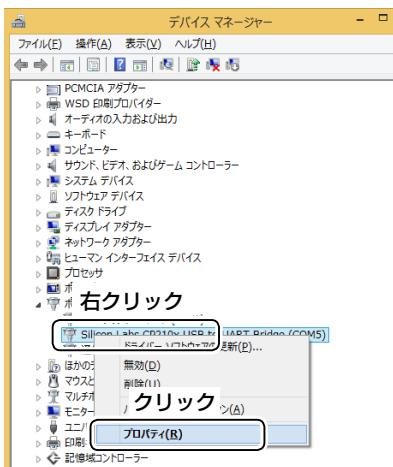 デバイス マネージャー
ファイル(F) 操作(A) 表示(V) ヘルプ(H)
PCMCIA アダプター
WSD 印刷プロバイダー
オーディオの入力および出力
キーボード
コンピューター
サウンド、ビデオ、およびゲーム コントローラー
システム デバイス
ソフトウェア デバイス
ディスク ドライブ
ディスプレイ アダプター
ネットワーク アダプター
ヒューマン インターフェイス デバイス
プロセッサ
右クリック
Silicon Labs CP210x USB to UART Bridge (COM5)
ドライバー ソフトウェアの更新(P)...
ほかの
無効(D)
マウスと
削除(U)
マルチ
クリック
(A)
モニター
ユニ
プロパティ(R)
印刷
記憶域コントローラー